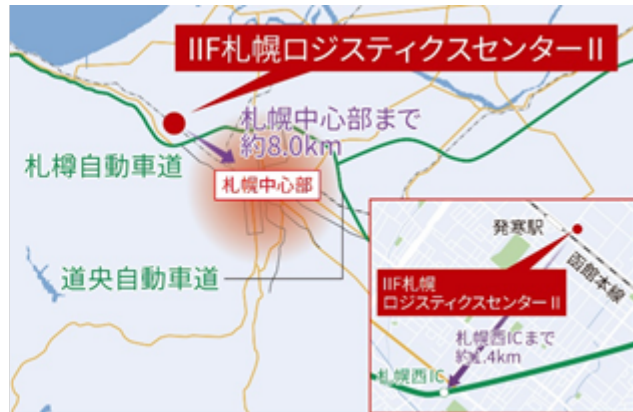 IIF札幌ロジスティクスセンターⅡ
札幌中心部まで
約8.0km
札樽自動車道
札幌中心部
道央自動車道
発寒駅
函館本線
IIF札幌
ロジスティクスセンターⅡ
札幌西ICまで
約1.4km
札幌西IC